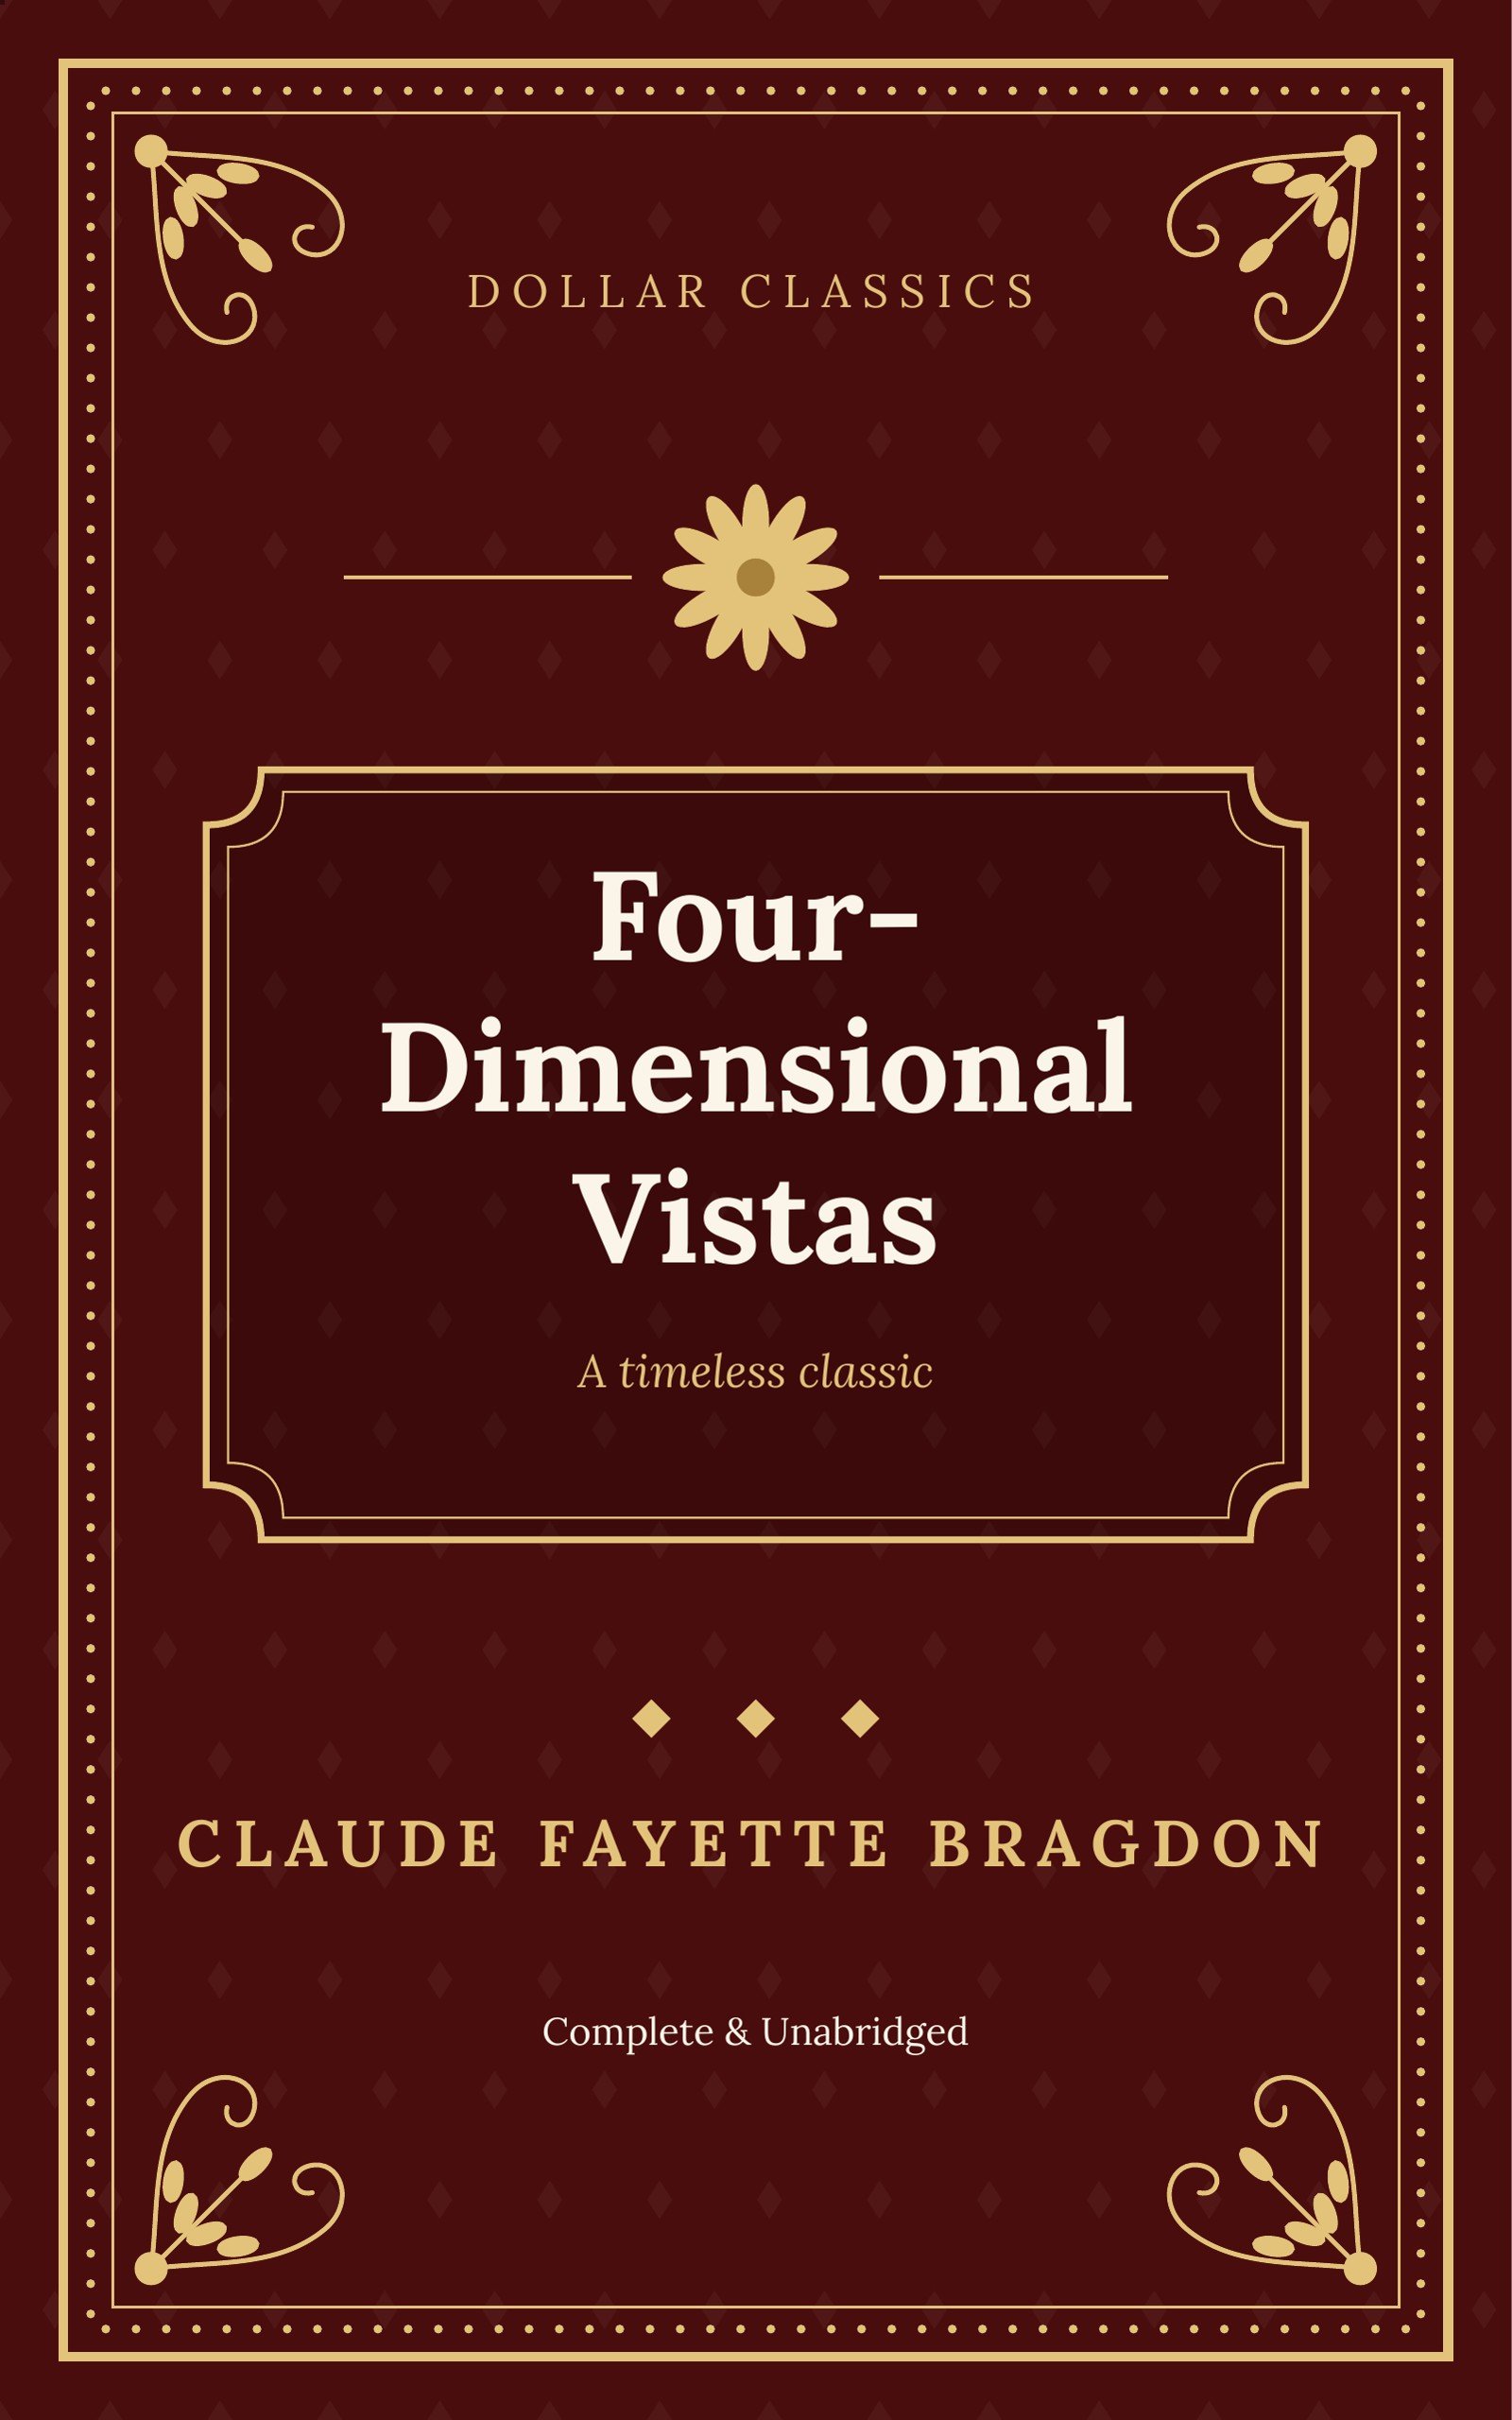 DOLLAR CLASSICS
Four-
Dimensional
Vistas
A timeless classic
CLAUDE FAYETTE BRAGDON
Complete & Unabridged